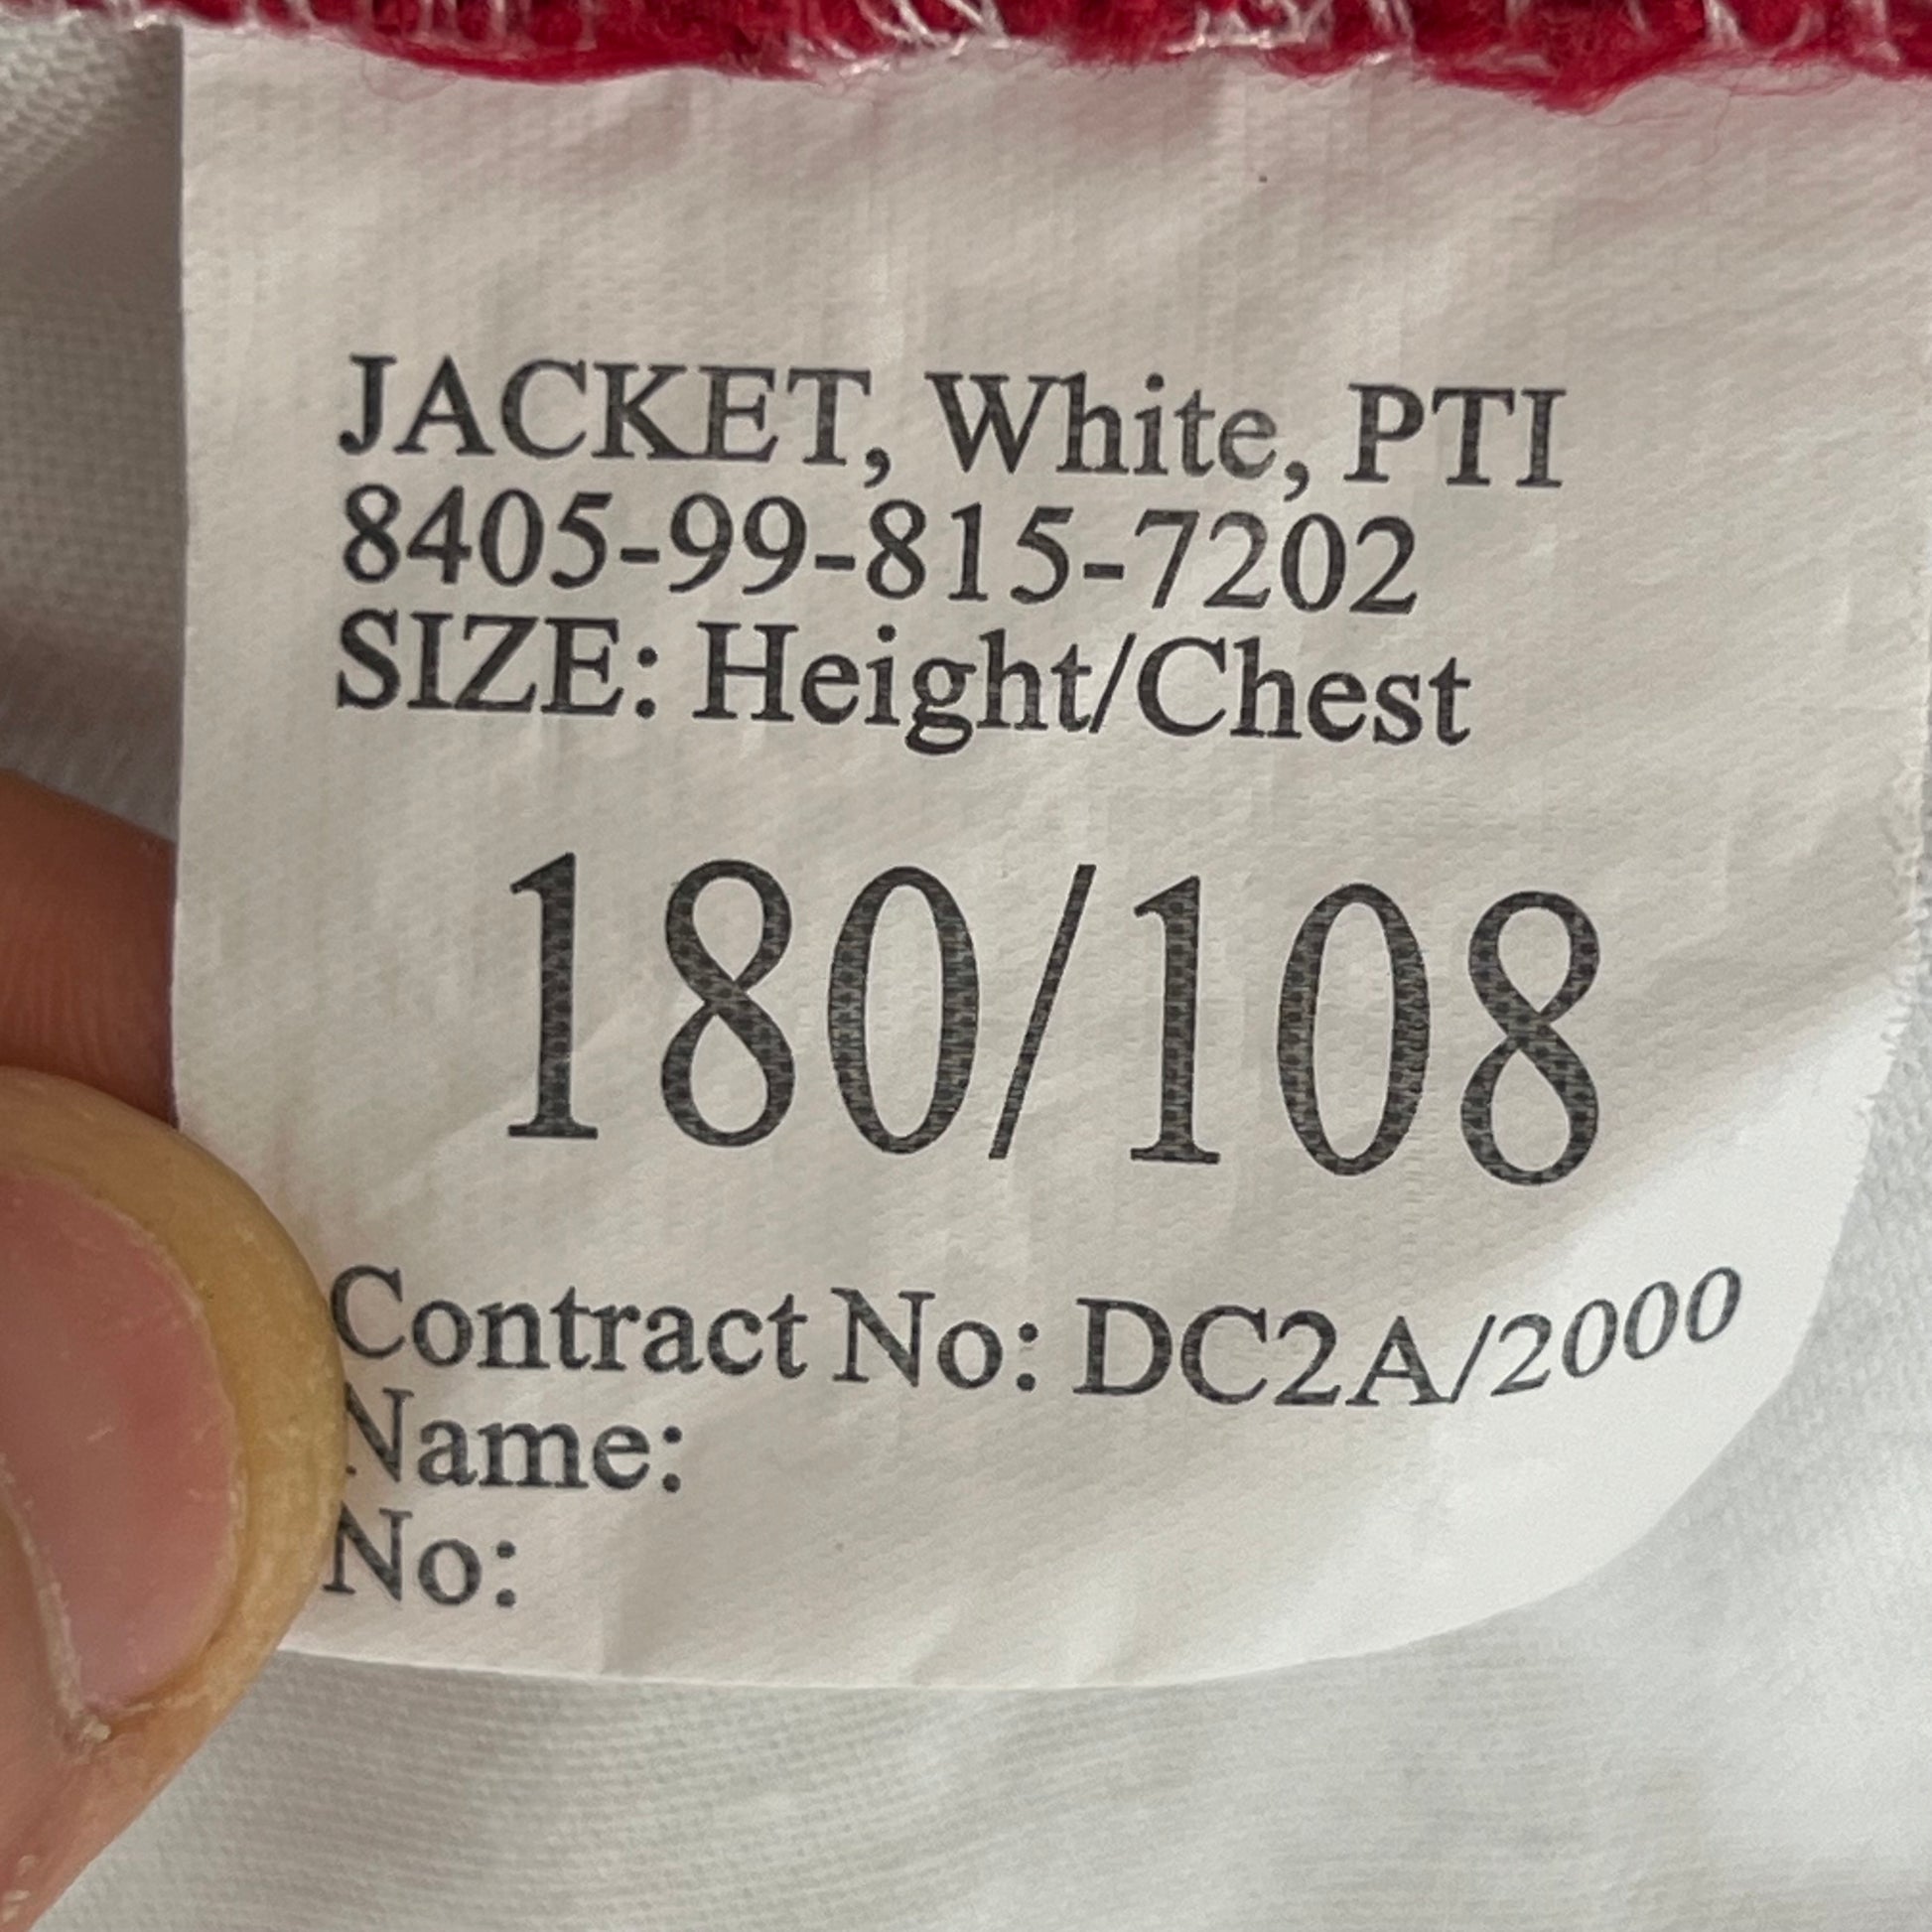 JACKET, White, PTI
8405-99-815-7202
SIZE: Height/Chest
180/108
Contract No: DC2A/2000
Name:
No: